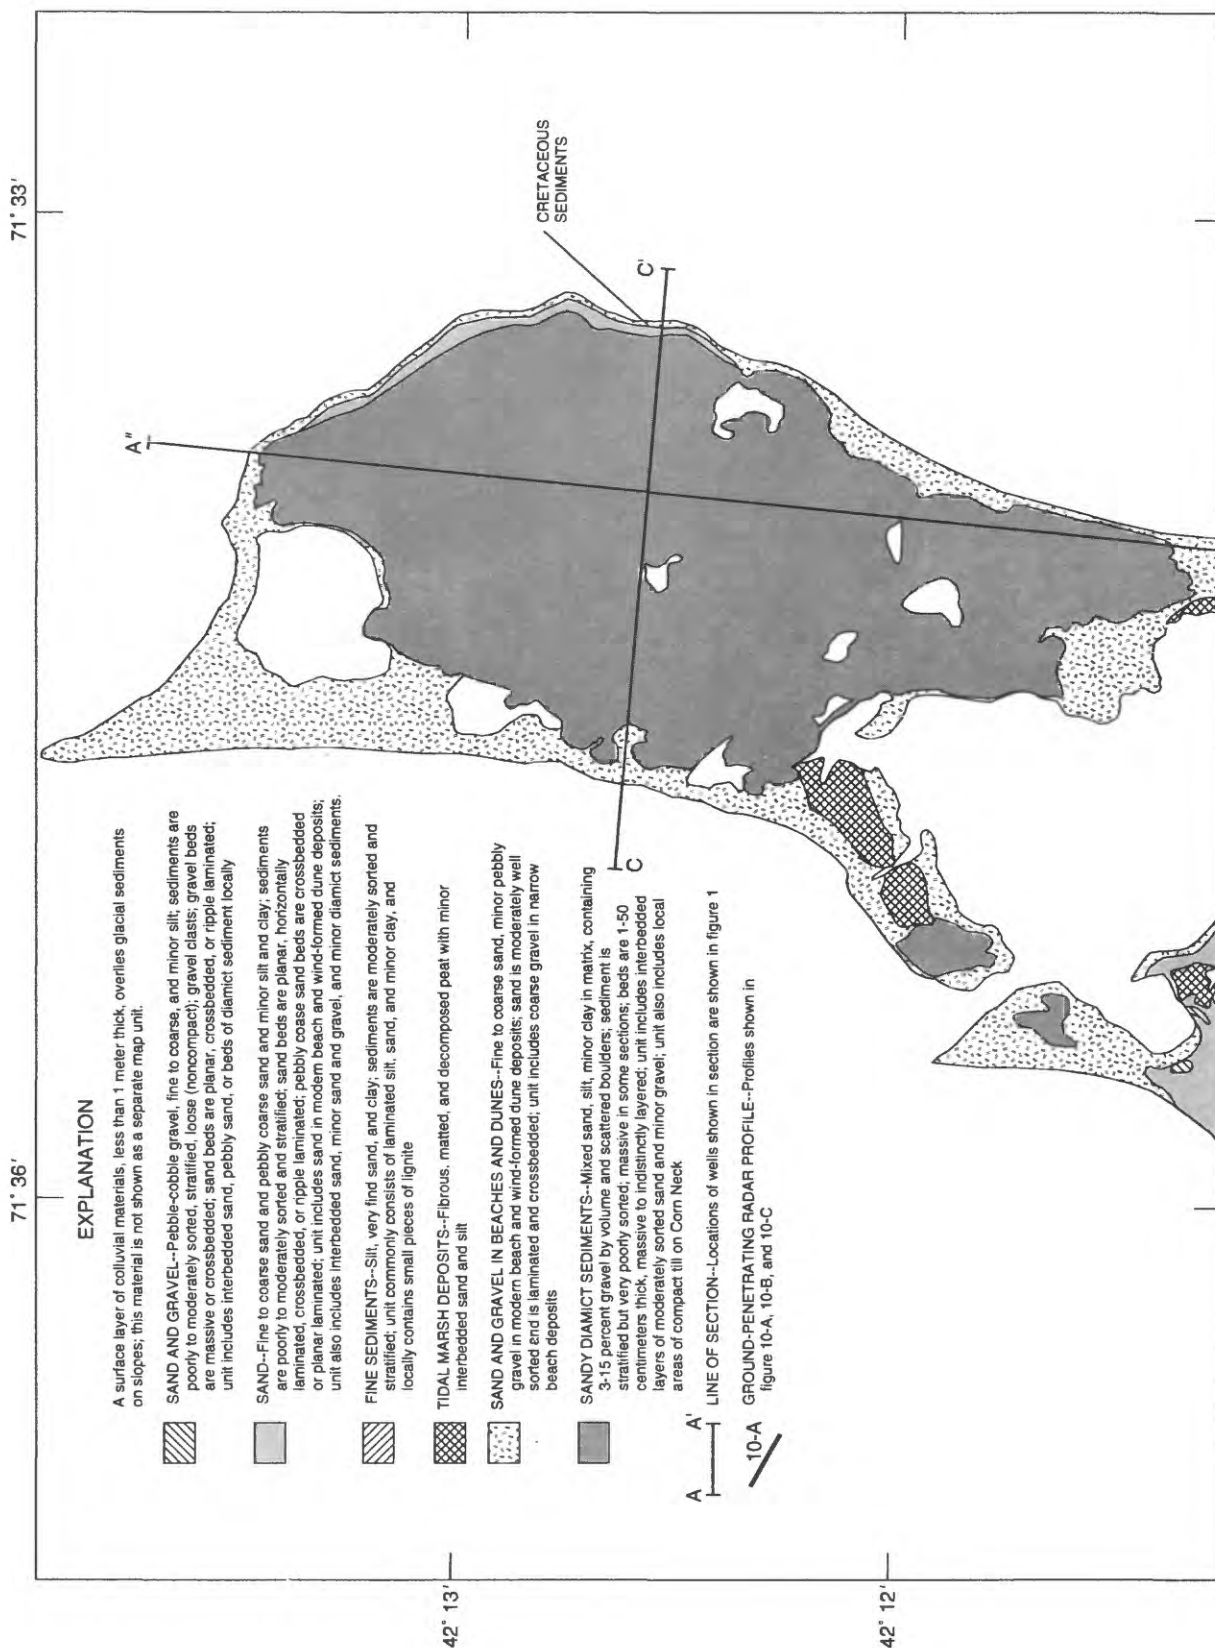 71° 36'
71° 33'
EXPLANATION
A surface layer of colluvial materials, less than 1 meter thick, overlies glacial sediments
on slopes; this material is not shown as a separate map unit.
SAND AND GRAVEL--Pebble-cobble gravel, fine to coarse, and minor silt; sediments are
poorly to moderately sorted, stratified, loose (noncompact); gravel clasts; gravel beds
are massive or crossbedded; sand beds are planar, crossbedded, or ripple laminated;
unit includes interbedded sand, pebbly sand, or beds of diamict sediment locally
SAND--Fine to coarse sand and pebbly coarse sand and minor silt and clay; sediments
are poorly to moderately sorted and stratified; sand beds are planar, horizontally
laminated, crossbedded, or ripple laminated; pebbly coase sand beds are crossbedded
or planar laminated; unit includes sand in modern beach and wind-formed dune deposits;
unit also includes interbedded sand, minor sand and gravel, and minor diamict sediments.
FINE SEDIMENTS--Silt, very find sand, and clay; sediments are moderately sorted and
stratified; unit commonly consists of laminated silt, sand, and minor clay, and
locally contains small pieces of lignite
TIDAL MARSH DEPOSITS--Fibrous, matted, and decomposed peat with minor
interbedded sand and silt
SAND AND GRAVEL IN BEACHES AND DUNES--Fine to coarse sand, minor pebbly
gravel in modern beach and wind-formed dune deposits; sand is moderately well
sorted and is laminated and crossbedded; unit includes coarse gravel in narrow
beach deposits
SANDY DIAMICT SEDIMENTS--Mixed sand, silt, minor clay in matrix, containing
3-15 percent gravel by volume and scattered boulders; sediment is
stratified but very poorly sorted; massive in some sections; beds are 1-50
centimeters thick, massive to indistinctly layered; unit includes interbedded
layers of moderately sorted sand and minor gravel; unit also includes local
areas of compact till on Corn Neck
A A' LINE OF SECTION--Locations of wells shown in section are shown in figure 1
10-A GROUND-PENETRATING RADAR PROFILE--Profiles shown in
figure 10-A, 10-B, and 10-C
A"
CRETACEOUS
SEDIMENTS
C
C'
42° 13'
42° 12'